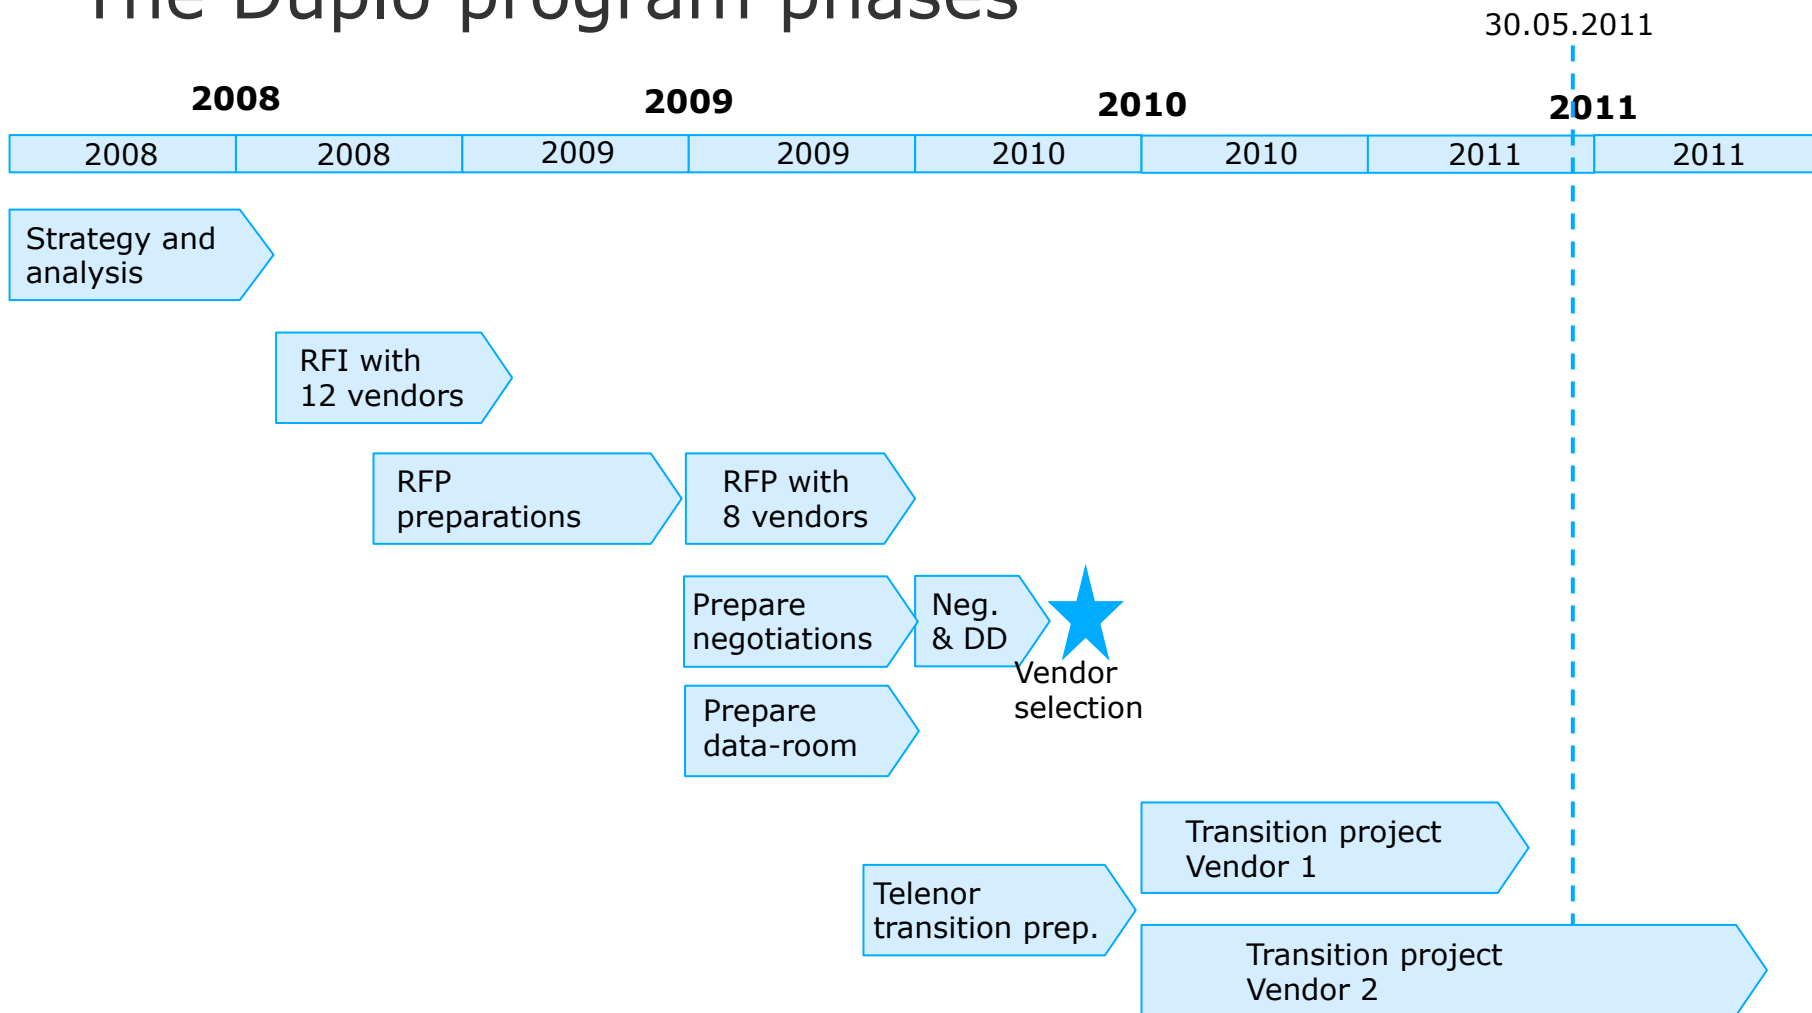 The Duplo program phases
30.05.2011
2008
2009
2010
2011
2008
2008
2009
2009
2010
2010
2011
2011
Strategy and
analysis
RFI with
12 vendors
RFP
preparations
RFP with
8 vendors
Prepare
negotiations
Neg.
& DD
Vendor
selection
Prepare
data-room
Transition project
Vendor 1
Telenor
transition prep.
Transition project
Vendor 2